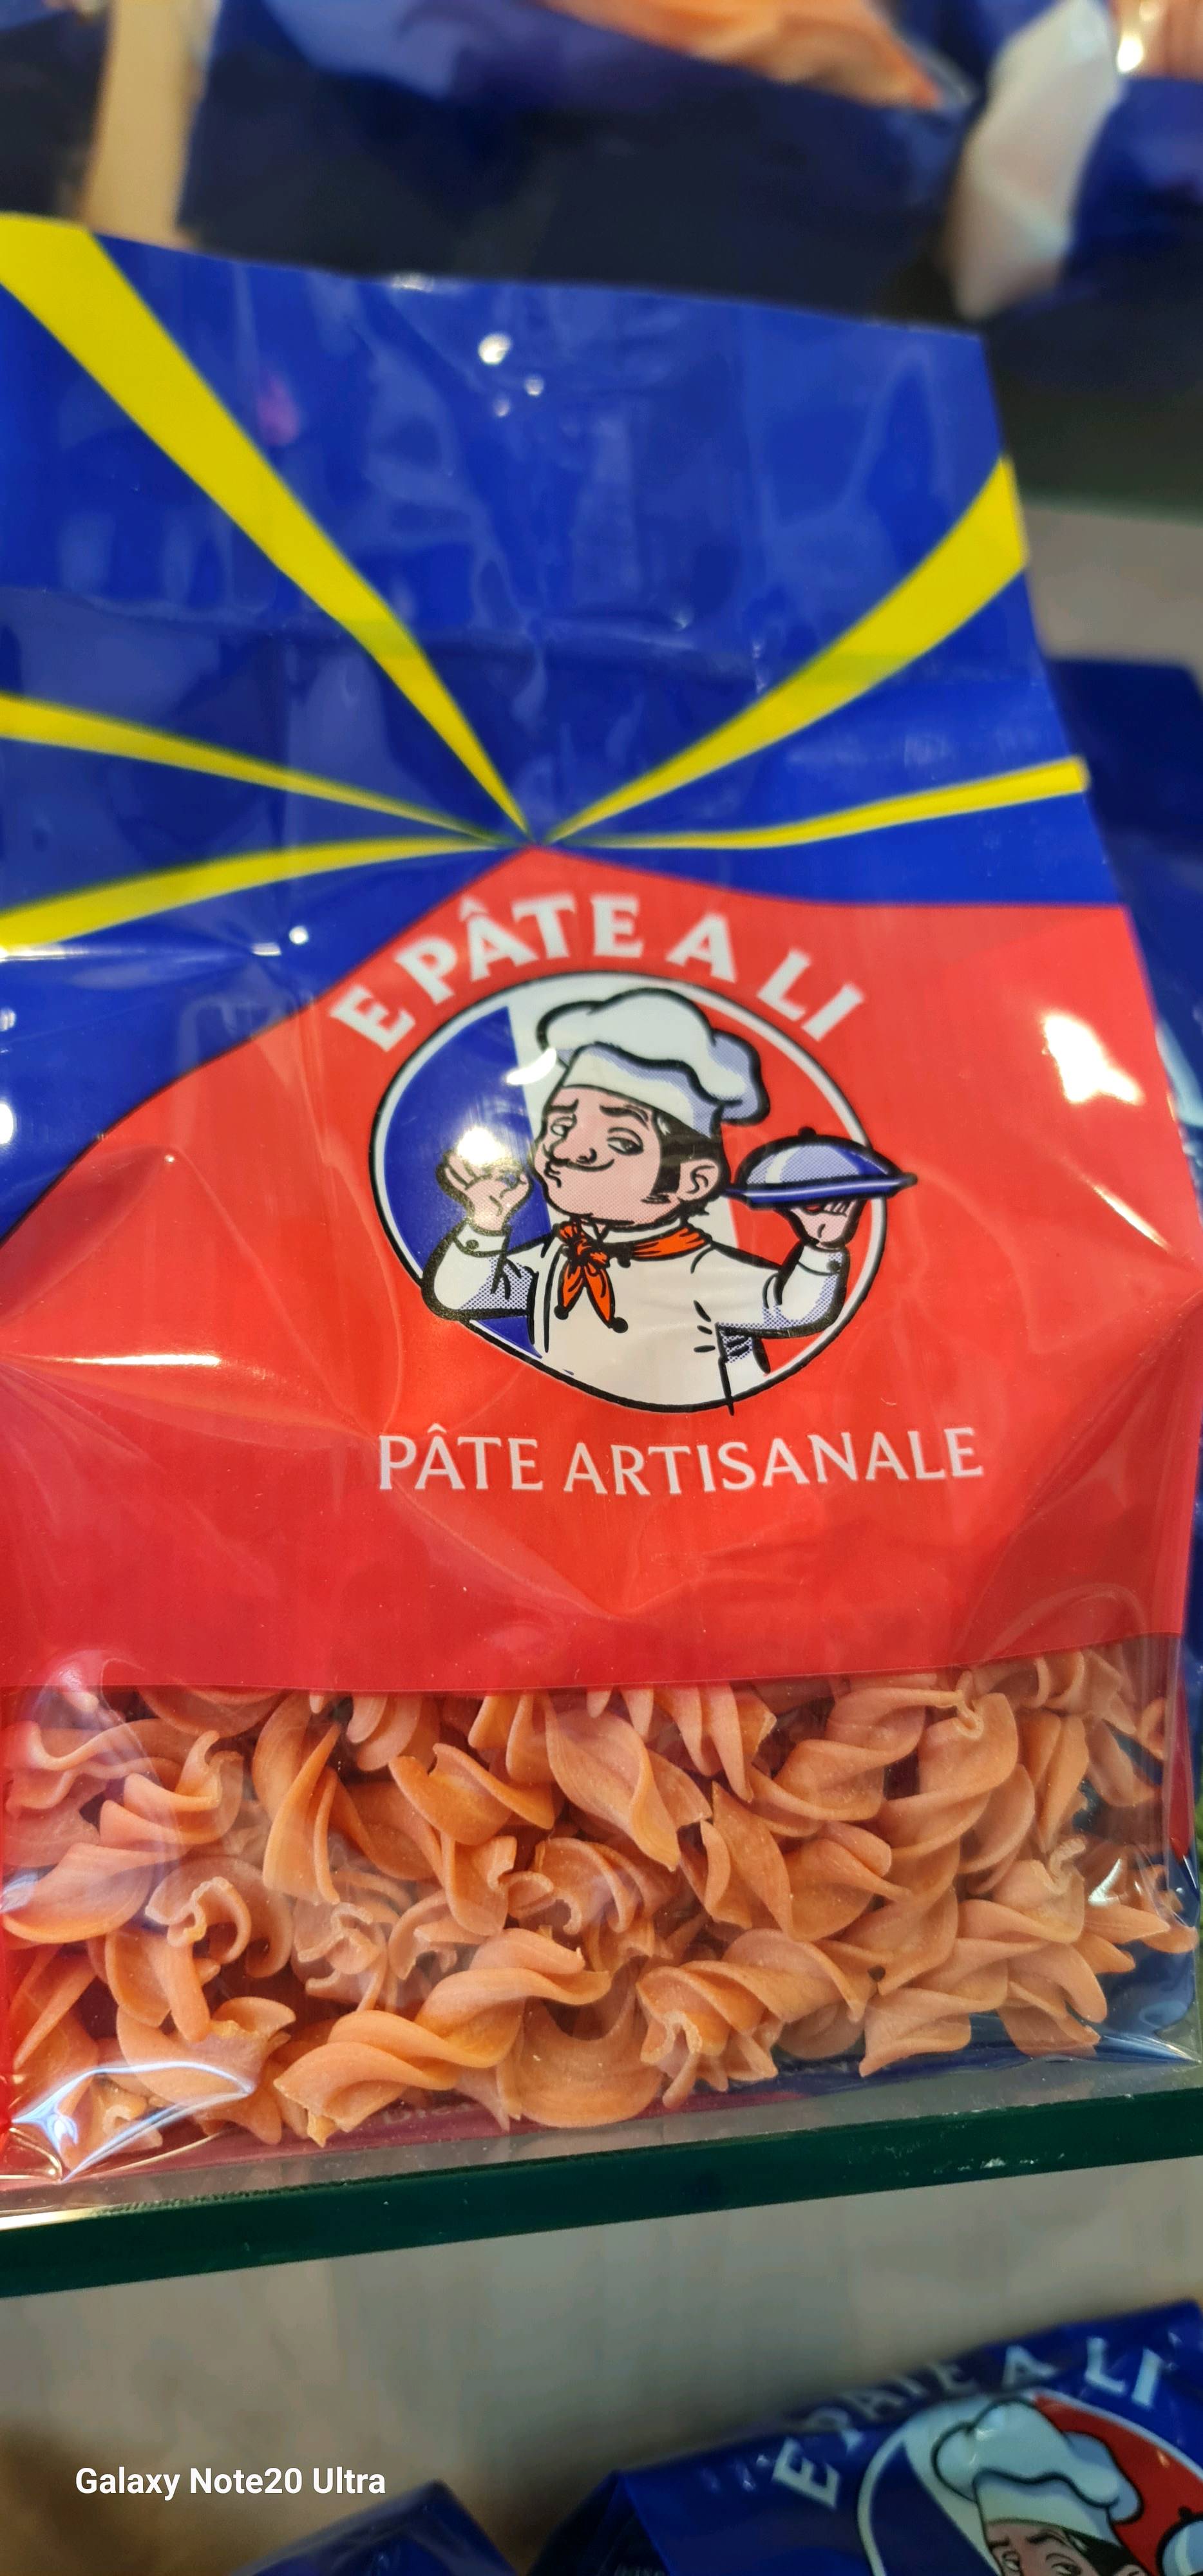 E PÂTE A LI
PÂTE ARTISANALE
E PÂTE A LI
Galaxy Note20 Ultra